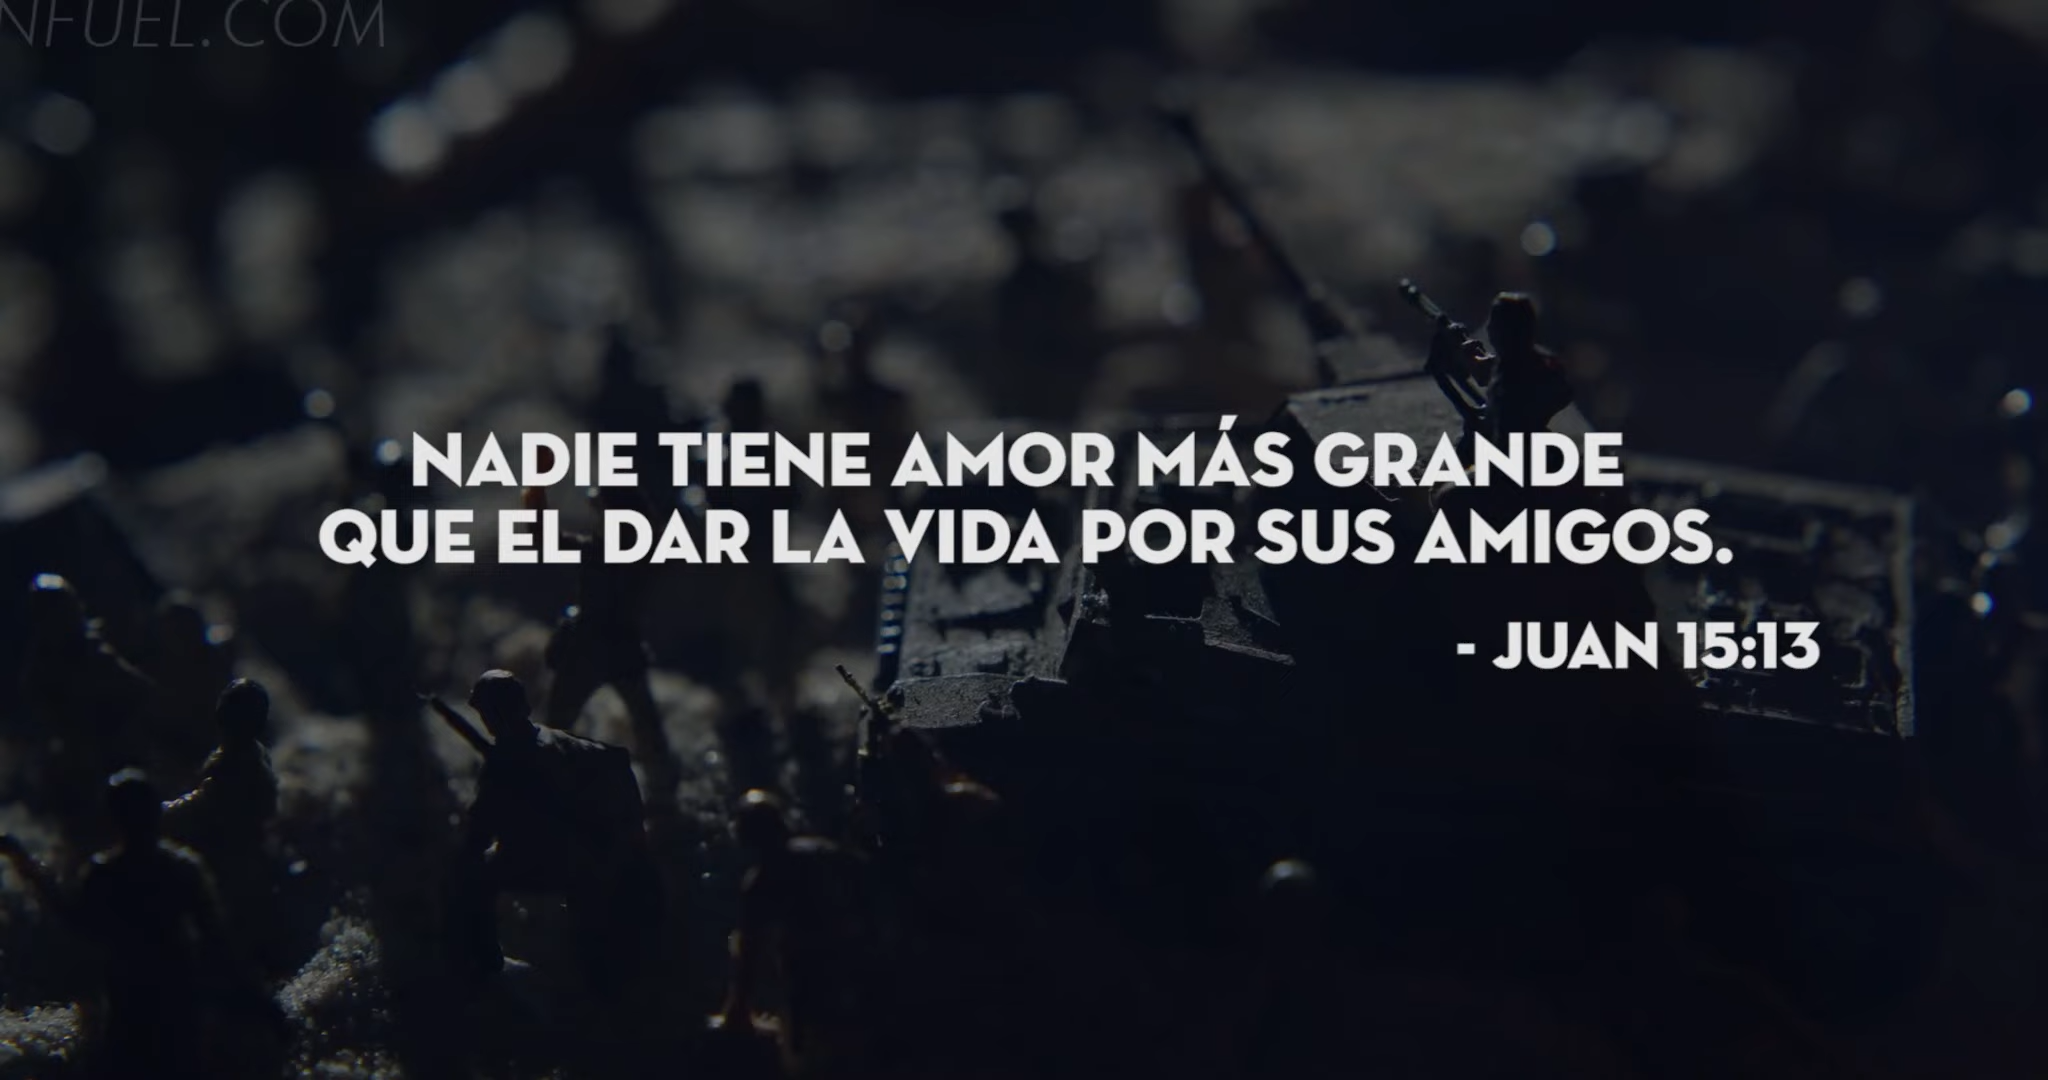 NFUEL.COM
NADIE TIENE AMOR MÁS GRANDE
QUE EL DAR LA VIDA POR SUS AMIGOS.
- JUAN 15:13